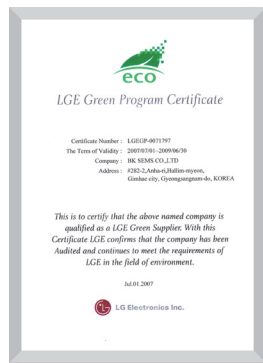 eco
LGE Green Program Certificate
Certificate Number : LGEGP-0071797
The Term of Validity : 2007/07/01~2009/06/30
Company : BK SEMS CO.,LTD
Address : #282-2,Anha-ri,Hallim-myeon,
Gimhae city, Gyeongsangnam-do, KOREA
This is to certify that the above named company is
qualified as a LGE Green Supplier. With this
Certificate LGE confirms that the company has been
Audited and continues to meet the requirements of
LGE in the field of environment.
Jul.01.2007
LG Electronics Inc.